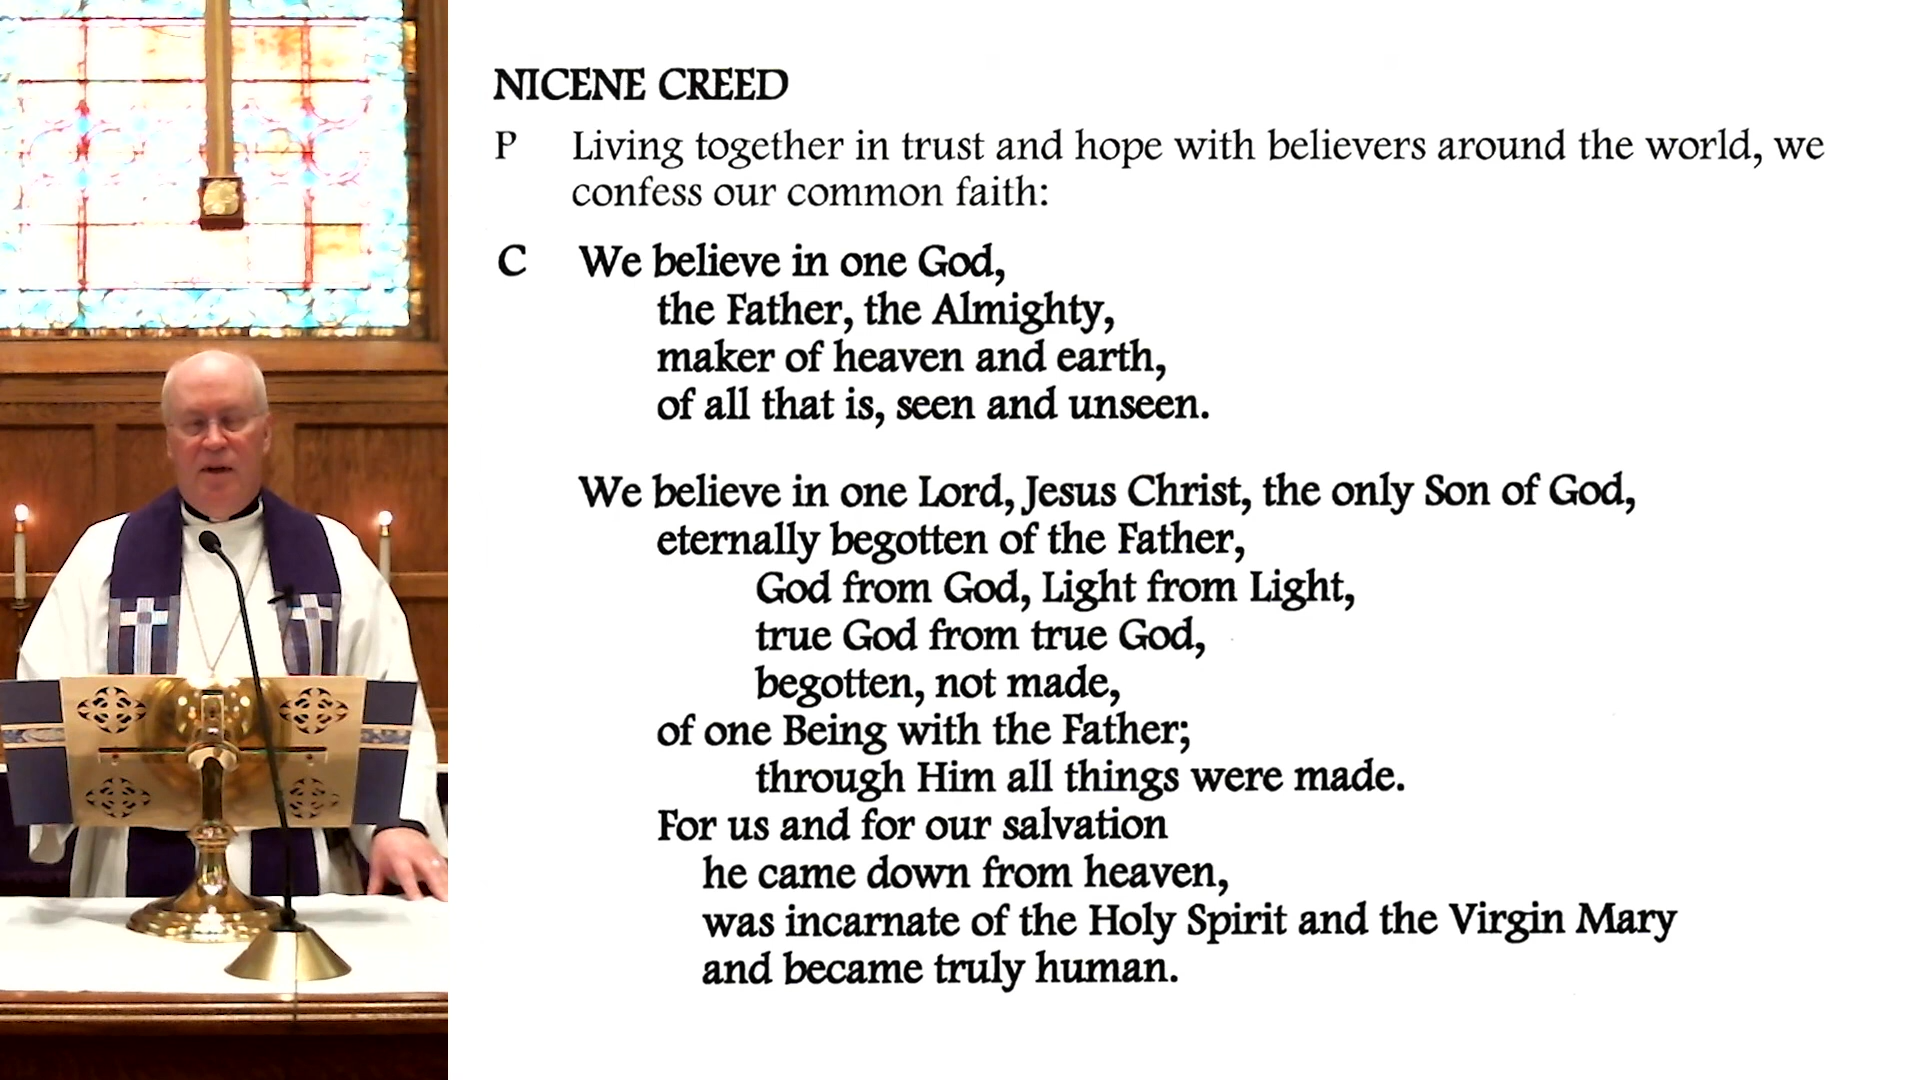 NICENE CREED
P Living together in trust and hope with believers around the world, we
confess our common faith:
C We believe in one God,
the Father, the Almighty,
maker of heaven and earth,
of all that is, seen and unseen.
We believe in one Lord, Jesus Christ, the only Son of God,
eternally begotten of the Father,
God from God, Light from Light,
true God from true God,
begotten, not made,
of one Being with the Father;
through Him all things were made.
For us and for our salvation
he came down from heaven,
was incarnate of the Holy Spirit and the Virgin Mary
and became truly human.